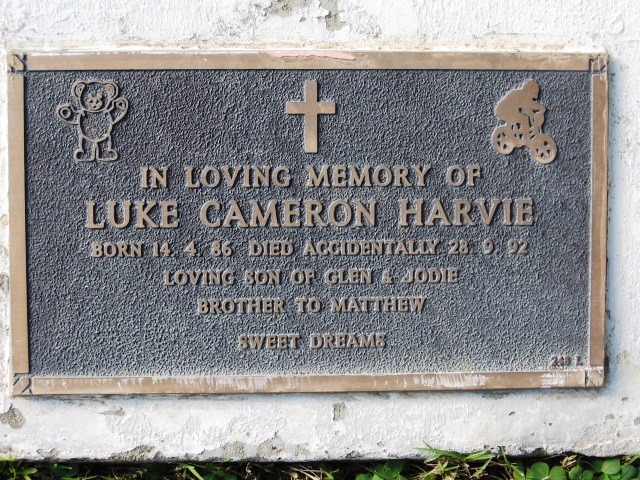 IN LOVING MEMORY OF
LUKE CAMERON HARVIE
BORN 14. 4. 86 DIED ACCIDENTALLY 28. 9. 92
LOVING SON OF GLEN & JODIE
BROTHER TO MATTHEW
SWEET DREAMS